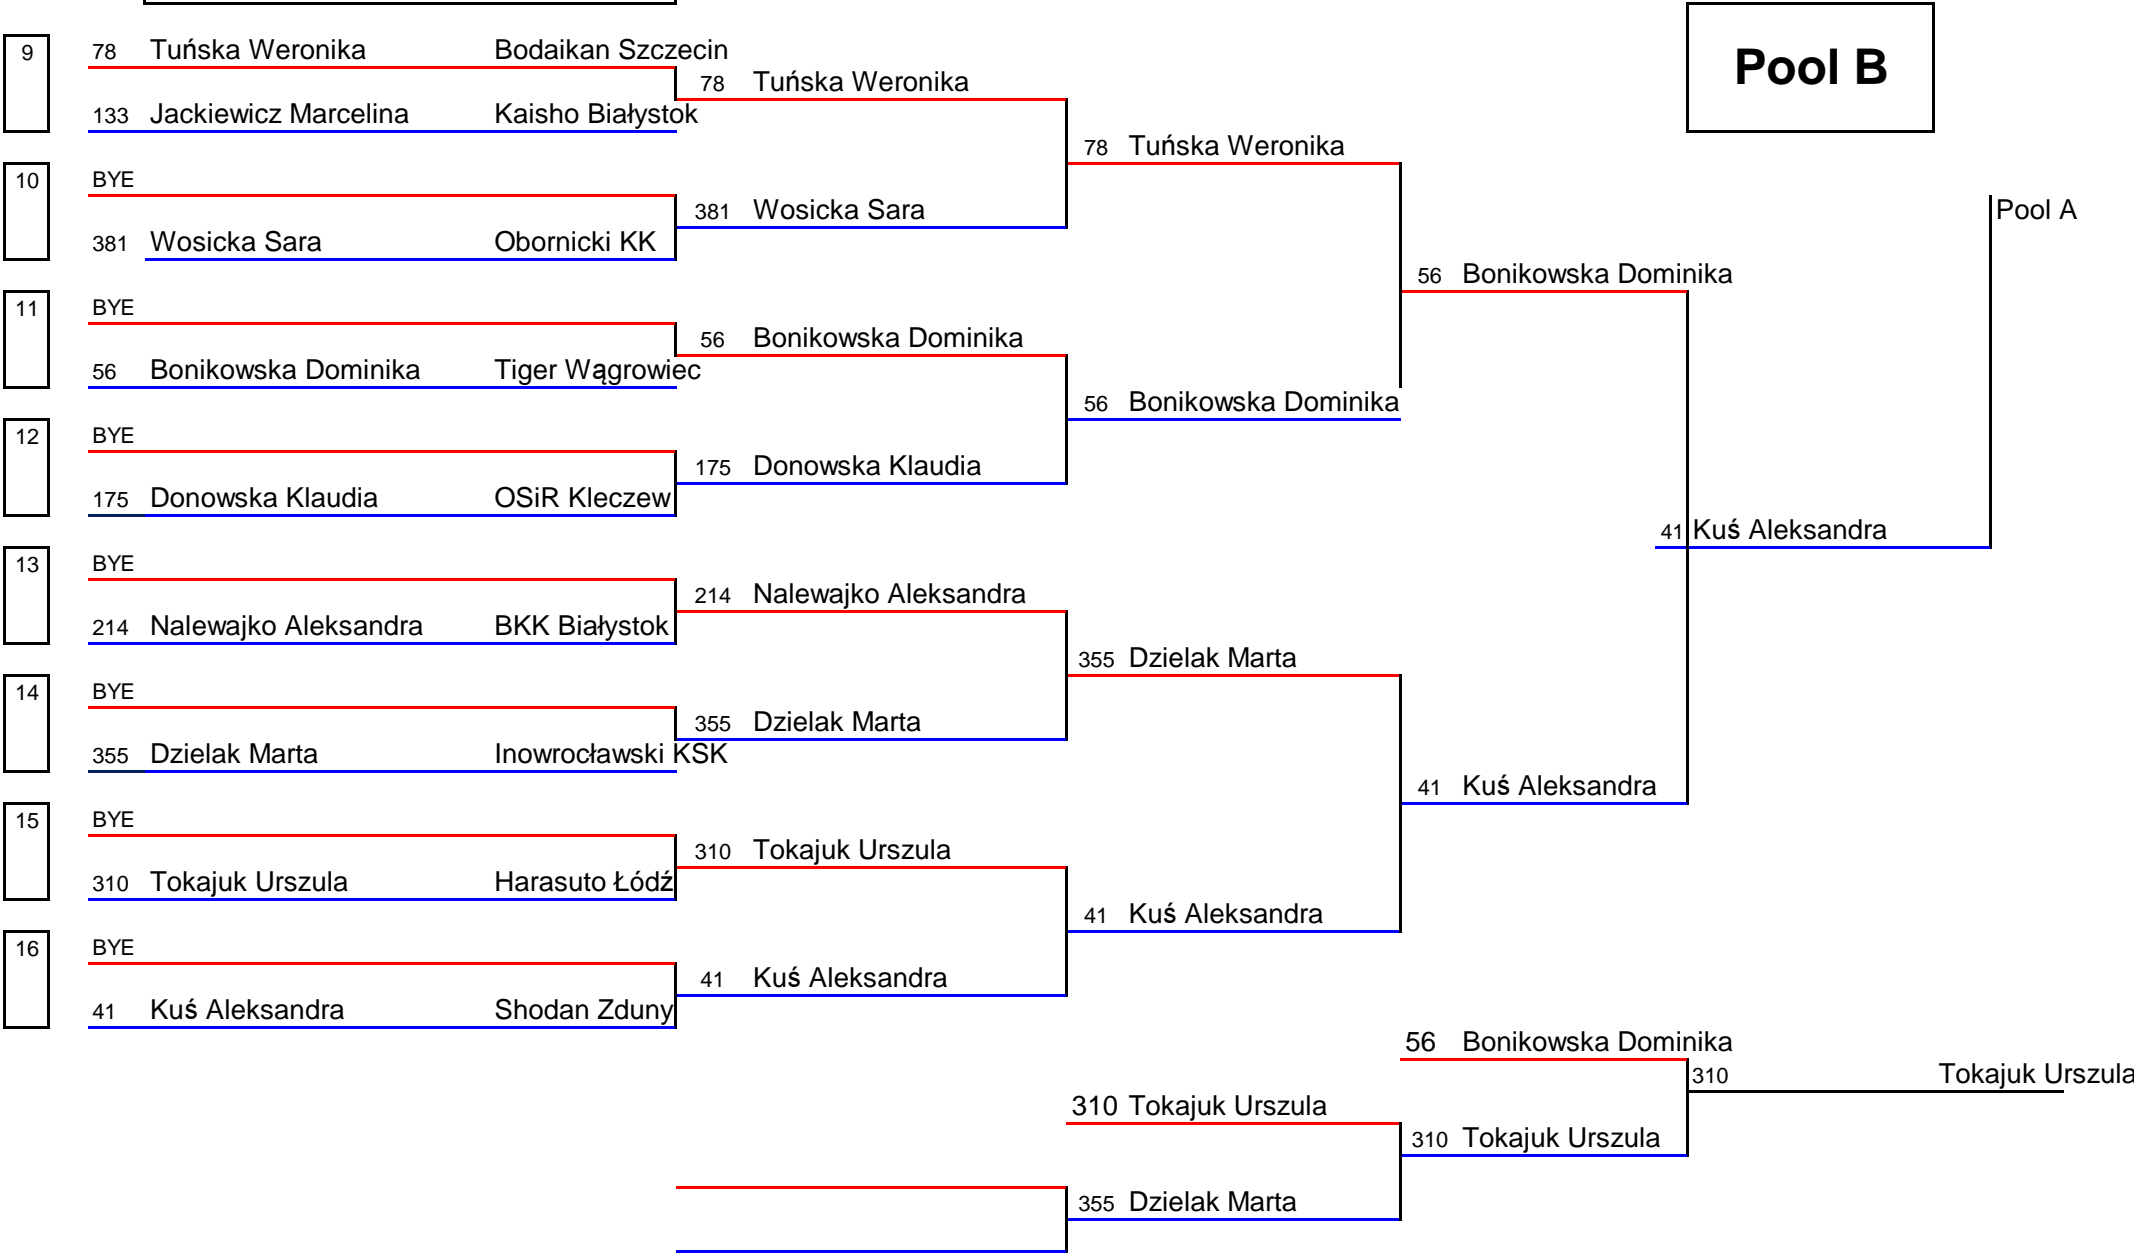 Pool B
9 78 Tuńska Weronika Bodaikan Szczecin
78 Tuńska Weronika
133 Jackiewicz Marcelina Kaisho Białystok
78 Tuńska Weronika
10 BYE
381 Wosicka Sara Pool A
381 Wosicka Sara Obornicki KK
56 Bonikowska Dominika
11 BYE
56 Bonikowska Dominika
56 Bonikowska Dominika Tiger Wągrowiec
56 Bonikowska Dominika
12 BYE
175 Donowska Klaudia
175 Donowska Klaudia OSiR Kleczew
41 Kuś Aleksandra
13 BYE
214 Nalewajko Aleksandra
214 Nalewajko Aleksandra BKK Białystok
355 Dzielak Marta
14 BYE
355 Dzielak Marta
355 Dzielak Marta Inowrocławski KSK
41 Kuś Aleksandra
15 BYE
310 Tokajuk Urszula
310 Tokajuk Urszula Harasuto Łódź
41 Kuś Aleksandra
16 BYE
41 Kuś Aleksandra
41 Kuś Aleksandra Shodan Zduny
56 Bonikowska Dominika
310 Tokajuk Urszula
310 Tokajuk Urszula
310 Tokajuk Urszula
355 Dzielak Marta